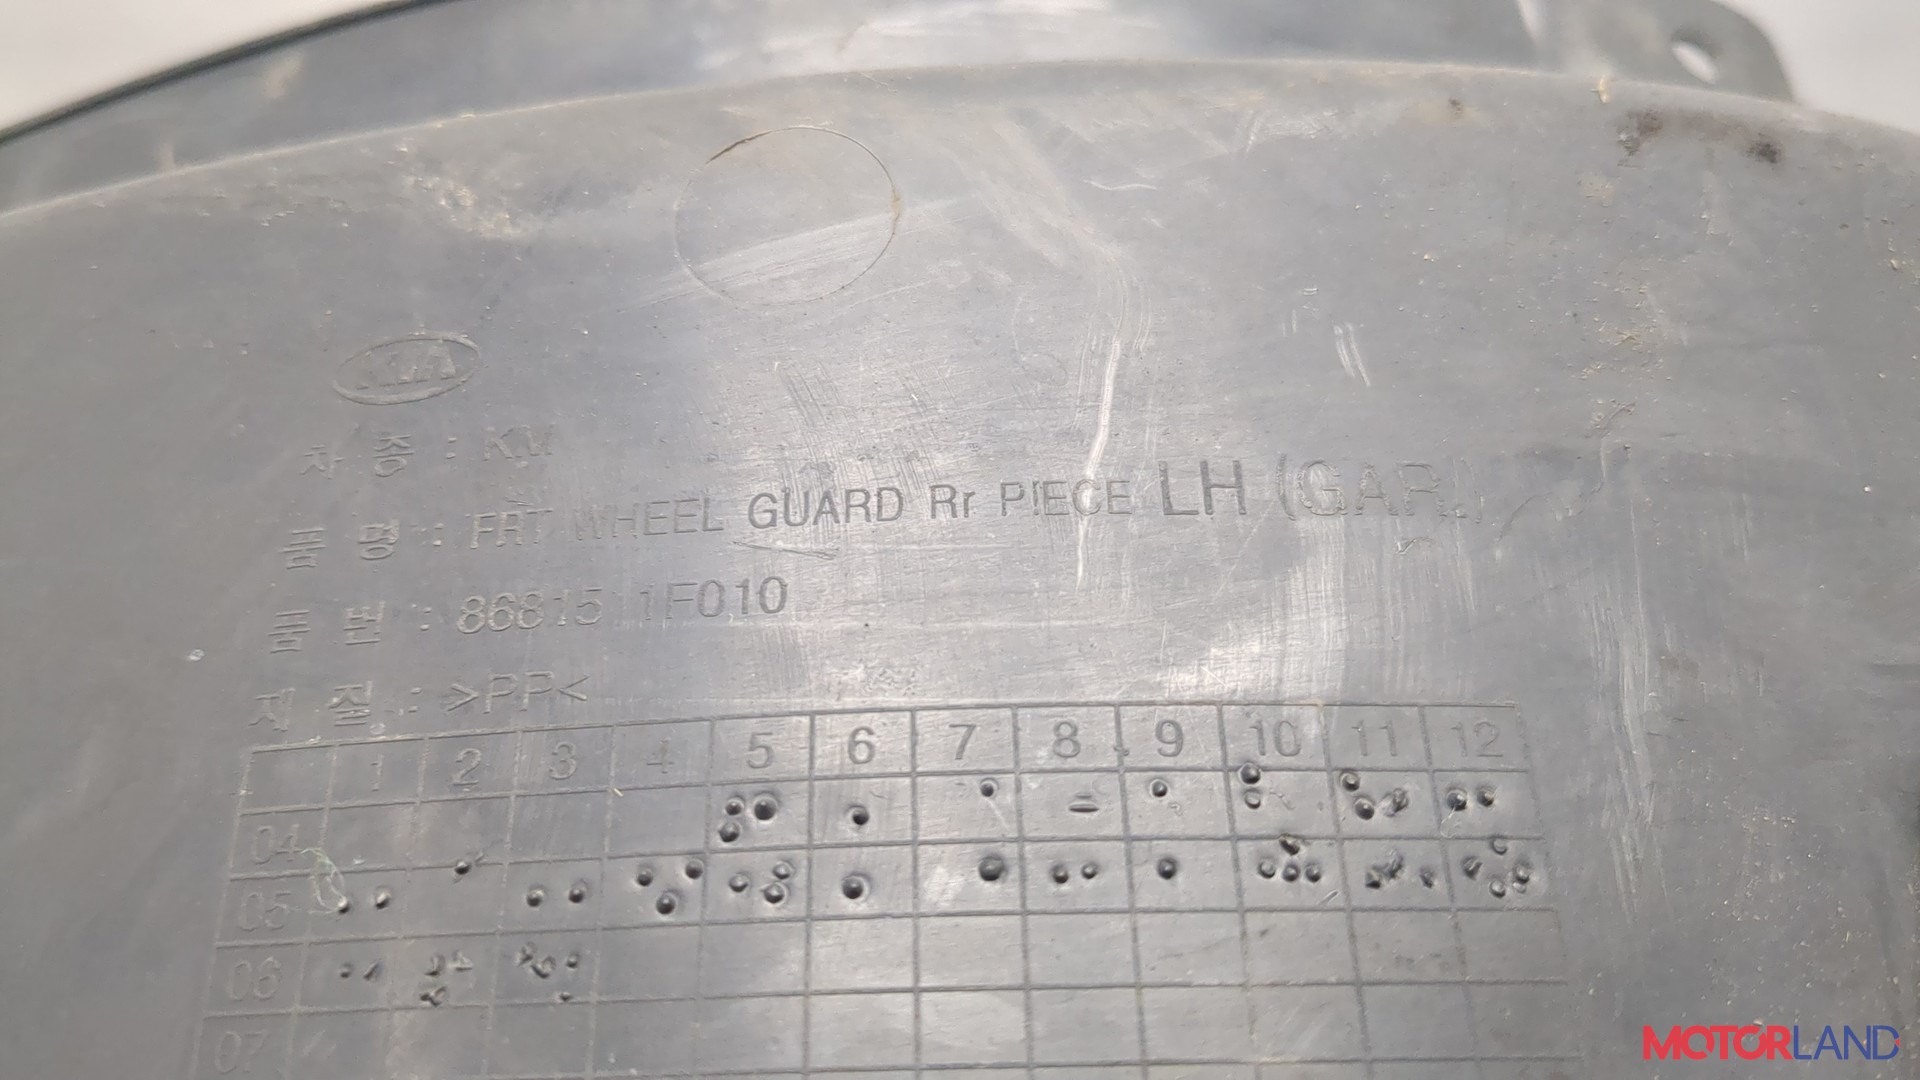 KIA
차 종 : KM
품 명 : FRT WHEEL GUARD Rr PIECE LH (GAR.)
품 번 : 86815 1F010
재 질 : >PP<
1 2 3 4 5 6 7 8 9 10 11 12
04
05
06
07
MOTORLAND